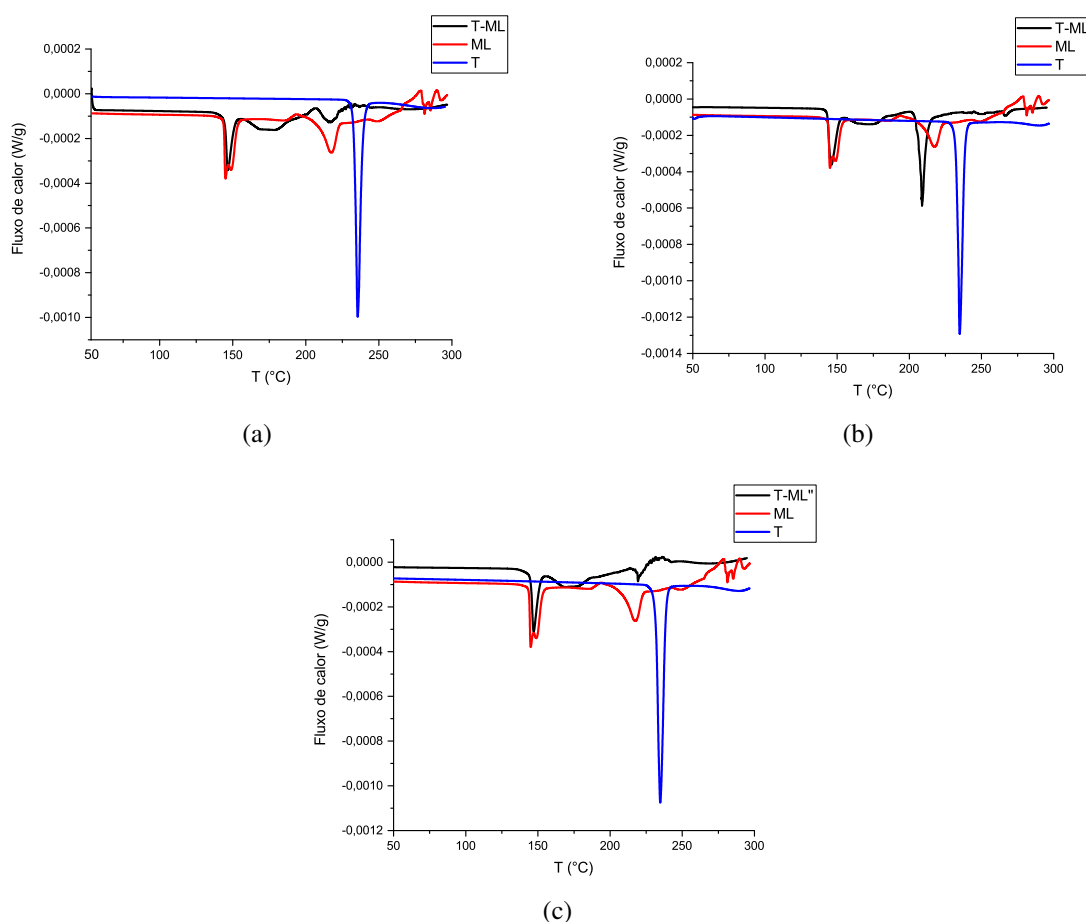 T-ML
ML
T
0,0002
0,0000
-0,0002
-0,0004
-0,0006
-0,0008
-0,0010
Fluxo de calor (W/g)
50
150
200
250
300
T (°C)
(a)
T-ML'
ML
T
0,0002
0,0000
-0,0002
-0,0004
-0,0006
-0,0008
-0,0010
-0,0012
-0,0014
Fluxo de calor (W/g)
50
100
150
200
250
300
T (°C)
(b)
T-ML"
ML
T
0,0000
-0,0002
-0,0004
-0,0006
-0,0008
-0,0010
-0,0012
Fluxo de calor (W/g)
50
100
150
200
250
300
T (°C)
(c)